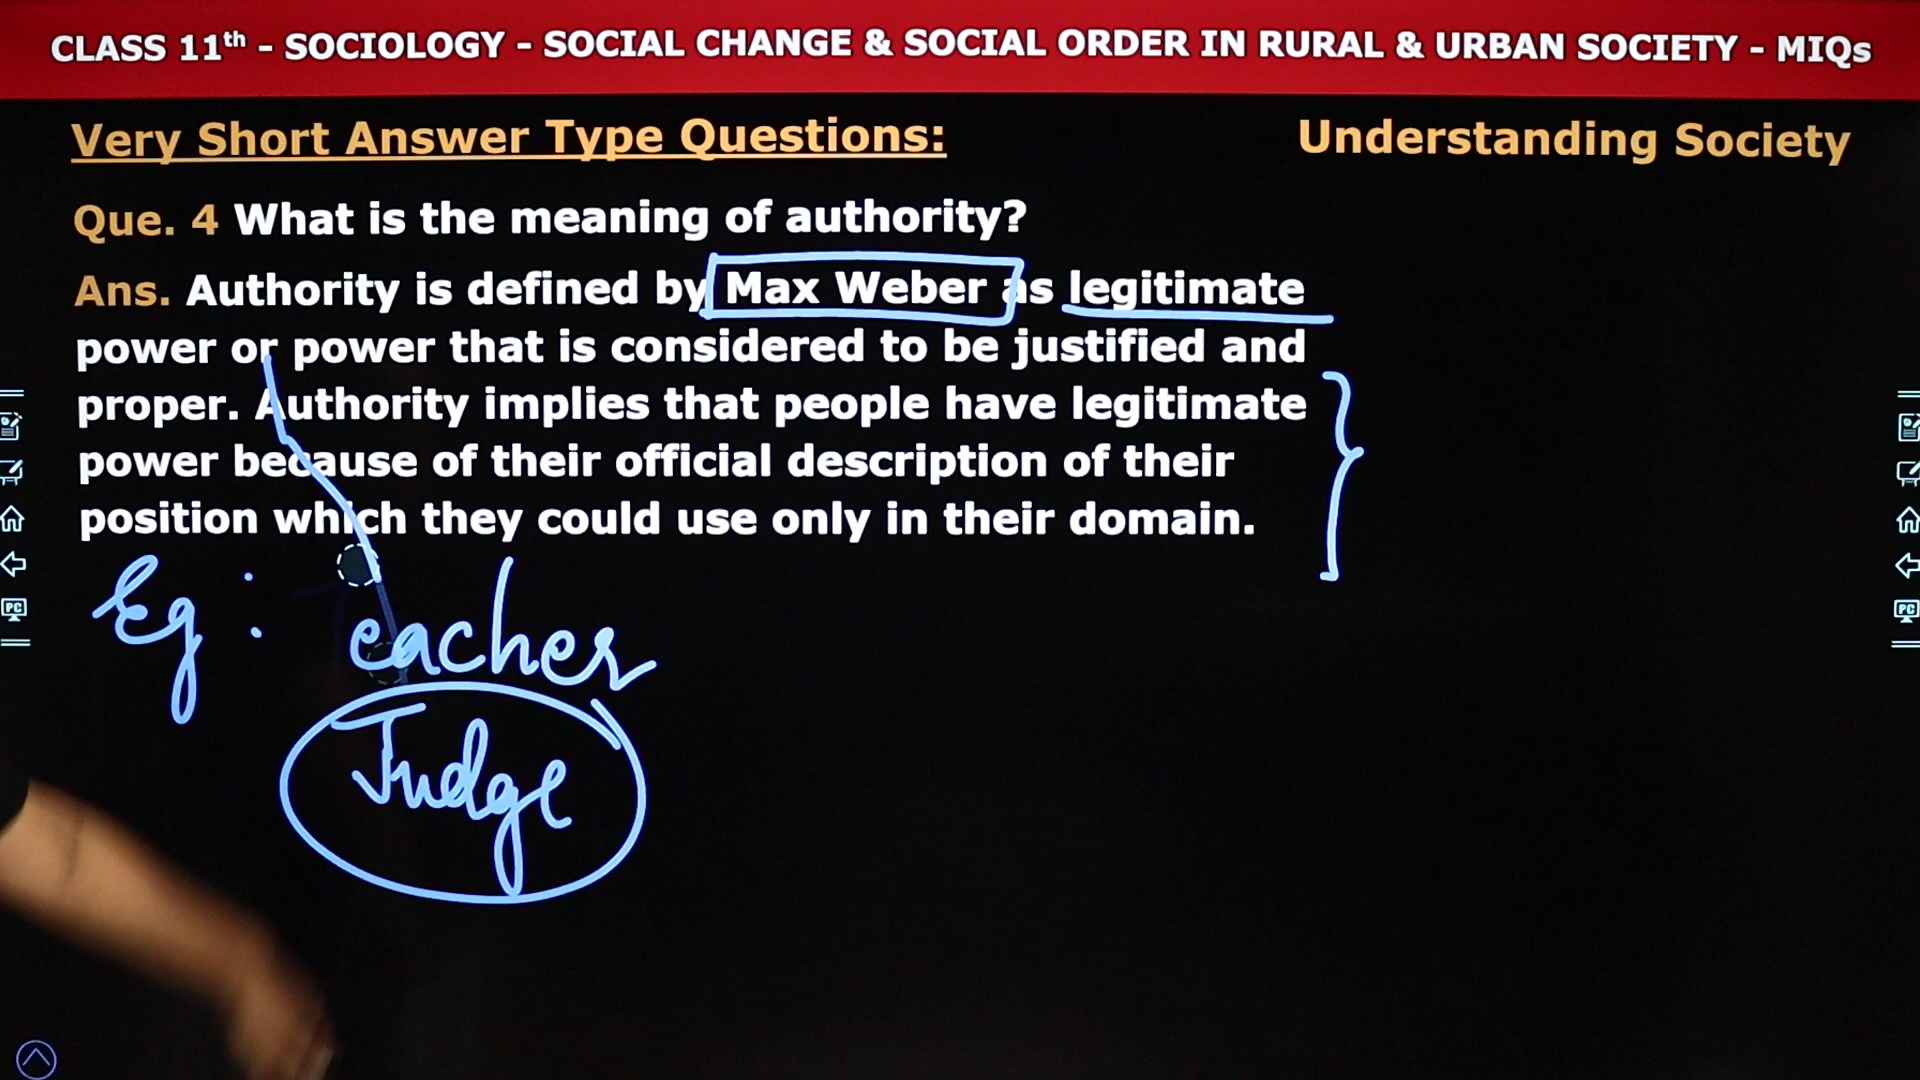 CLASS 11th - SOCIOLOGY - SOCIAL CHANGE & SOCIAL ORDER IN RURAL & URBAN SOCIETY - MIQs
Very Short Answer Type Questions:
Understanding Society
Que. 4 What is the meaning of authority?
Ans. Authority is defined by Max Weber as legitimate
power or power that is considered to be justified and
proper. Authority implies that people have legitimate
power because of their official description of their
position which they could use only in their domain.
Eg : eacher
Judge
PC
PC